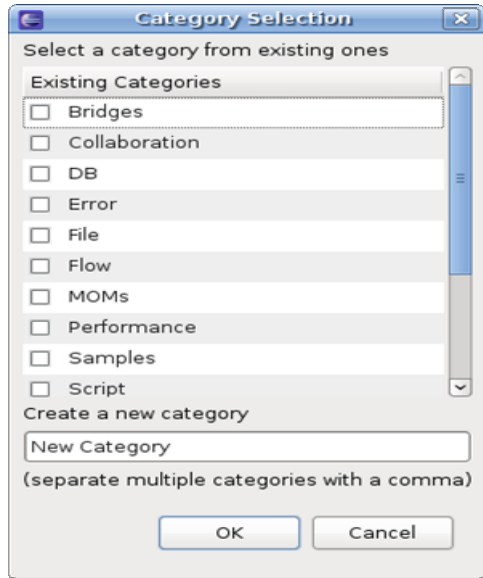 Category Selection
Select a category from existing ones
Existing Categories
Bridges
Collaboration
DB
Error
File
Flow
MOMs
Performance
Samples
Script
Create a new category
New Category
(separate multiple categories with a comma)
OK Cancel